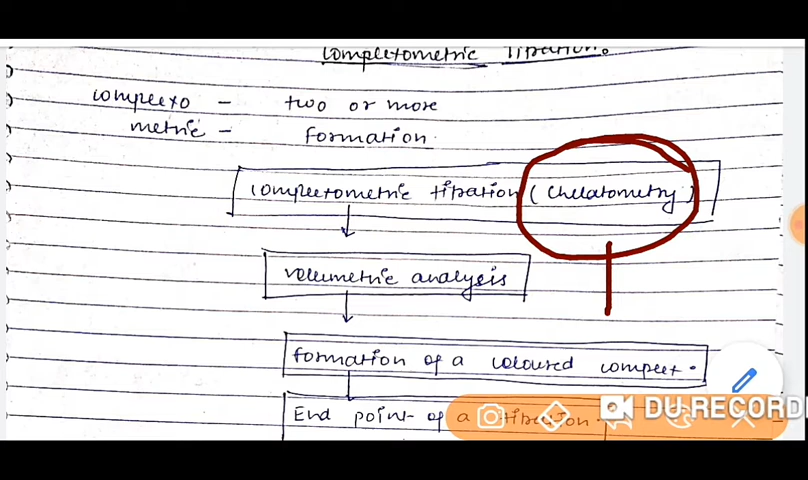 complexometric titration.
complexo - two or more
metric - formation.
complexometric titration (chelatometry)
volumetric analysis
formation of a coloured complex.
End point of a titration.
DU RECORD